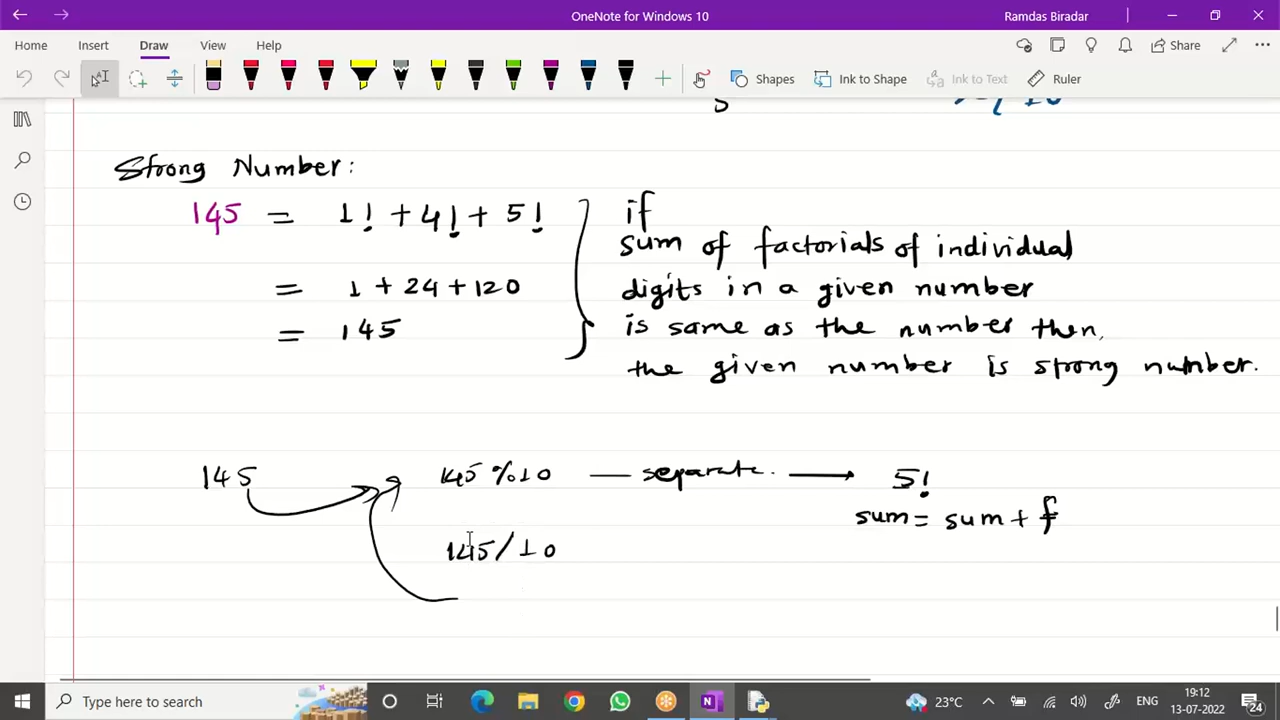 OneNote for Windows 10
Ramdas Biradar
Home Insert Draw View Help
Share
Shapes Ink to Shape Ink to Text Ruler
Strong Number:
145 = 1! + 4! + 5!
= 1 + 24 + 120
= 145
if
sum of factorials of individual
digits in a given number
is same as the number then,
the given number is strong number.
145 145 % 10 — separate. → 5!
sum = sum + f
145/10
Type here to search
23°C ENG 19:12
13-07-2022 24